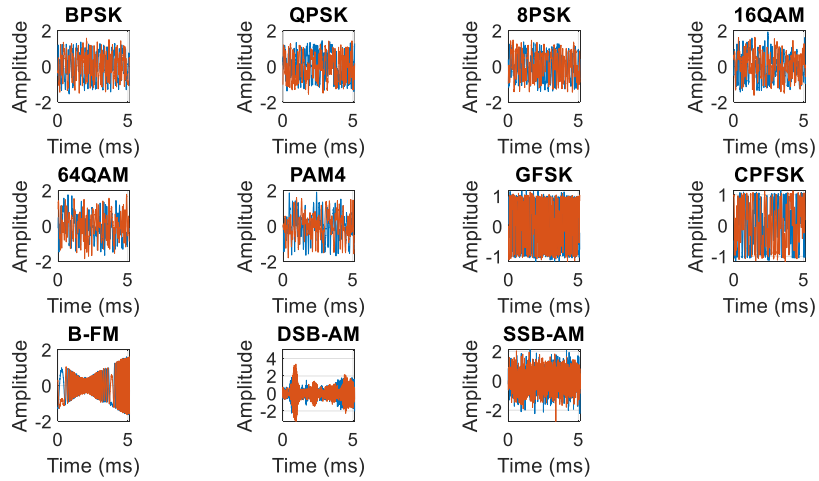 BPSK QPSK 8PSK 16QAM
2 2 2 2
Amplitude Amplitude Amplitude Amplitude
0 0 0 0
-2 -2 -2 -2
0 5 0 5 0 5 0 5
Time (ms) Time (ms) Time (ms) Time (ms)
64QAM PAM4 GFSK CPFSK
2 2 1 1
Amplitude Amplitude Amplitude Amplitude
0 0 0 0
-2 -2 -1 -1
0 5 0 5 0 5 0 5
Time (ms) Time (ms) Time (ms) Time (ms)
B-FM DSB-AM SSB-AM
2 4 2
Amplitude Amplitude Amplitude
2
0 0 0
-2 -2 -2
0 5 0 5 0 5
Time (ms) Time (ms) Time (ms)